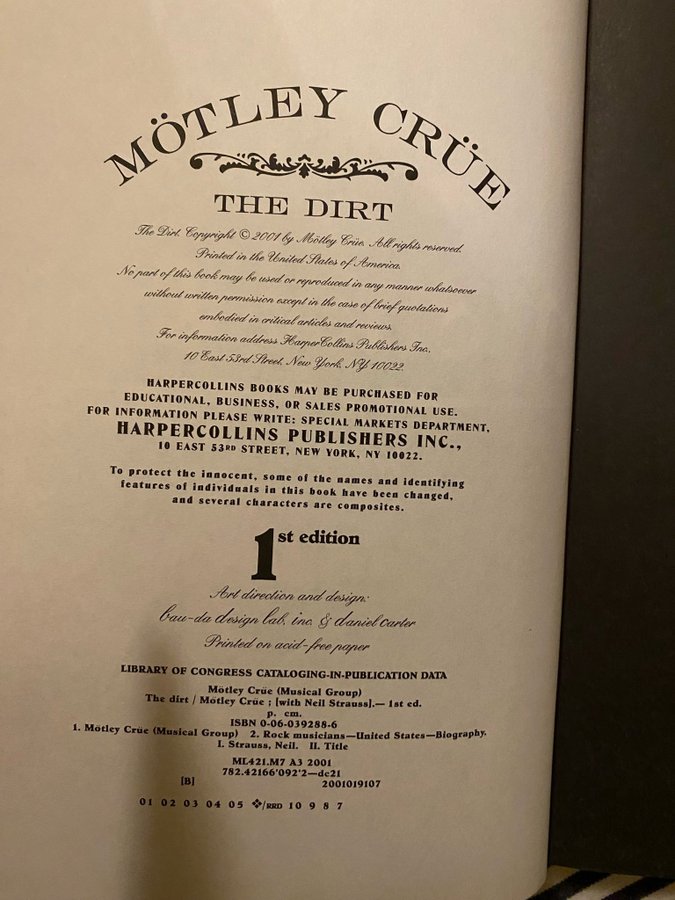 MÖTLEY CRÜE
THE DIRT
The Dirt. Copyright © 2001 by Mötley Crüe. All rights reserved.
Printed in the United States of America.
No part of this book may be used or reproduced in any manner whatsoever
without written permission except in the case of brief quotations
embodied in critical articles and reviews.
For information address HarperCollins Publishers Inc.,
10 East 53rd Street, New York, NY 10022.
HARPERCOLLINS BOOKS MAY BE PURCHASED FOR
EDUCATIONAL, BUSINESS, OR SALES PROMOTIONAL USE.
FOR INFORMATION PLEASE WRITE: SPECIAL MARKETS DEPARTMENT,
HARPERCOLLINS PUBLISHERS INC.,
10 EAST 53RD STREET, NEW YORK, NY 10022.
To protect the innocent, some of the names and identifying
features of individuals in this book have been changed,
and several characters are composites.
1st edition
Art direction and design:
bau-da design lab, inc. & daniel carter
Printed on acid-free paper
LIBRARY OF CONGRESS CATALOGING-IN-PUBLICATION DATA
Mötley Crüe (Musical Group)
The dirt / Mötley Crüe ; [with Neil Strauss].— 1st ed.
p. cm.
ISBN 0-06-039288-6
1. Mötley Crüe (Musical Group) 2. Rock musicians—United States—Biography.
I. Strauss, Neil. II. Title
ML421.M7 A3 2001
782.42166'092'2—dc21
[B] 2001019107
01 02 03 04 05 ❖/RRD 10 9 8 7